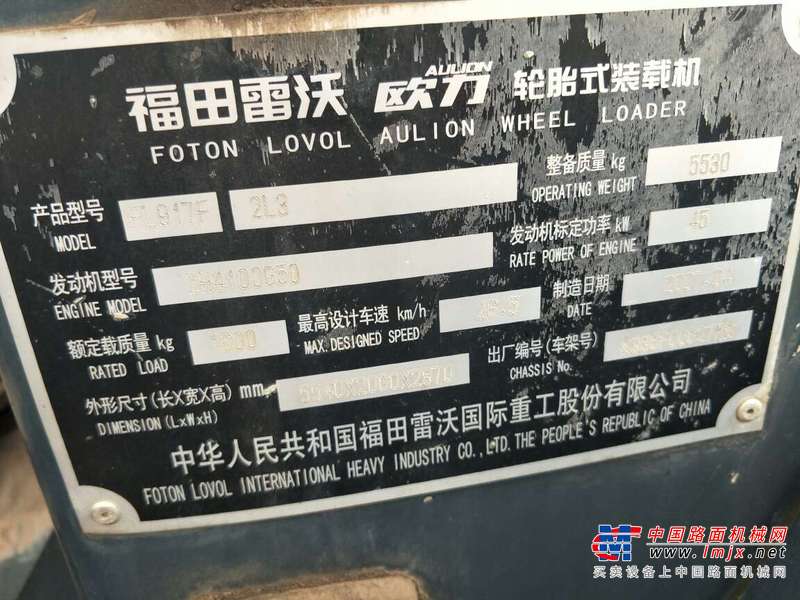 福田雷沃 欧力 AULION 轮胎式装载机
FOTON LOVOL AULION WHEEL LOADER
产品型号 FL917F 2L3
MODEL
整备质量 kg 5530
OPERATING WEIGHT
发动机型号
ENGINE MODEL
发动机标定功率 kW 45
RATE POWER OF ENGINE
额定载质量 kg
RATED LOAD
最高设计车速 km/h
MAX.DESIGNED SPEED
制造日期
DATE
外形尺寸(长X宽X高) mm
DIMENSION(LxWxH)
出厂编号(车架号)
CHASSIS No.
中华人民共和国福田雷沃国际重工股份有限公司
FOTON LOVOL INTERNATIONAL HEAVY INDUSTRY CO.,LTD.THE PEOPLE'S REPUBLIC OF CHINA
中国路面机械网
www.lmjx.net
买卖设备上中国路面机械网